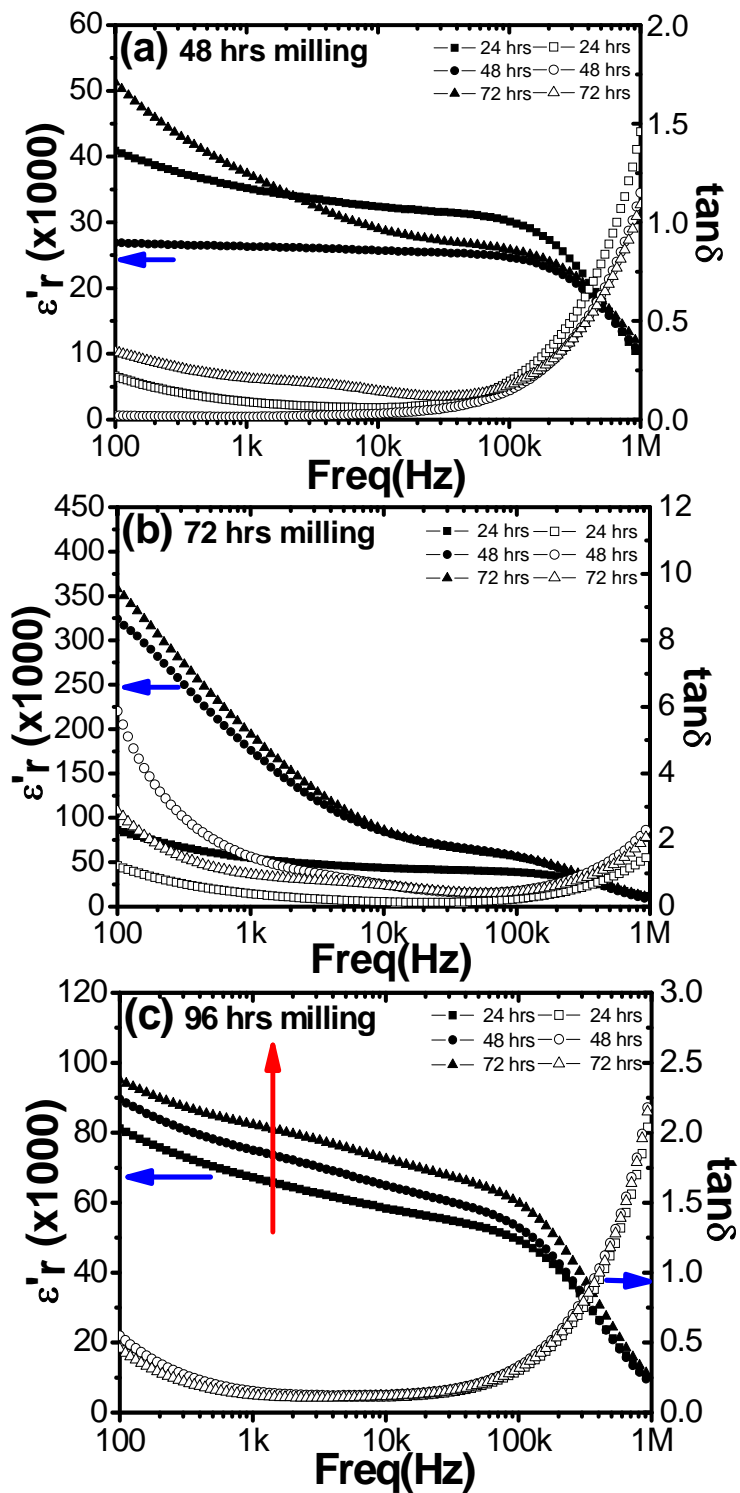 (a) 48 hrs milling
24 hrs 24 hrs
48 hrs 48 hrs
72 hrs 72 hrs
60
50
40
30
20
10
0
2.0
1.5
1.0
0.5
0.0
ε'r (x1000)
tanδ
100 1k 10k 100k 1M
Freq(Hz)
(b) 72 hrs milling
24 hrs 24 hrs
48 hrs 48 hrs
72 hrs 72 hrs
450
400
350
300
250
200
150
100
50
0
12
10
8
6
4
2
0
ε'r (x1000)
tanδ
100 1k 10k 100k 1M
Freq(Hz)
(c) 96 hrs milling
24 hrs 24 hrs
48 hrs 48 hrs
72 hrs 72 hrs
120
100
80
60
40
20
0
3.0
2.5
2.0
1.5
1.0
0.5
0.0
ε'r (x1000)
tanδ
100 1k 10k 100k 1M
Freq(Hz)